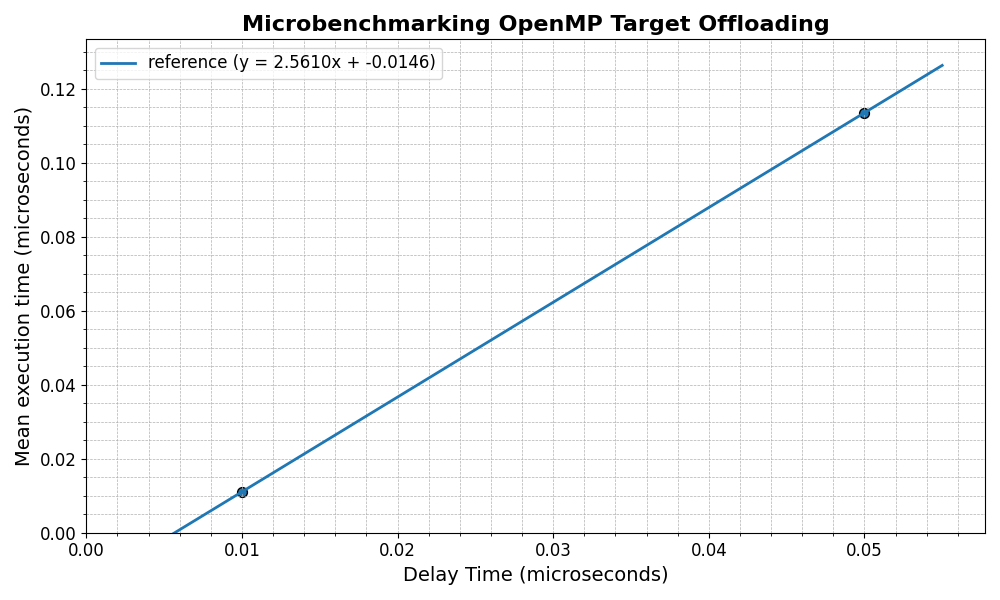 Microbenchmarking OpenMP Target Offloading
reference (y = 2.5610x + -0.0146)
Mean execution time (microseconds)
0.12
0.10
0.08
0.06
0.04
0.02
0.00
0.00 0.01 0.02 0.03 0.04 0.05
Delay Time (microseconds)